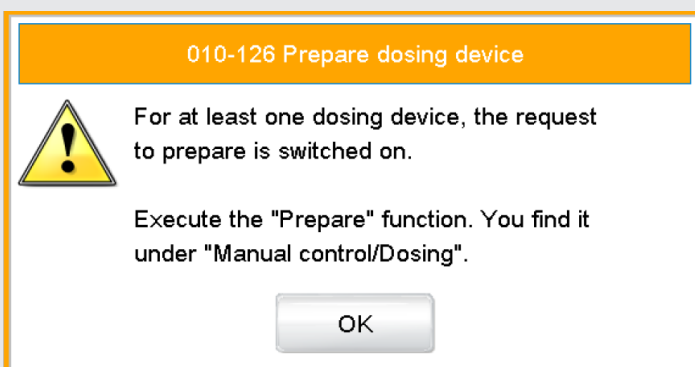 010-126 Prepare dosing device
For at least one dosing device, the request
to prepare is switched on.
Execute the "Prepare" function. You find it
under "Manual control/Dosing".
OK